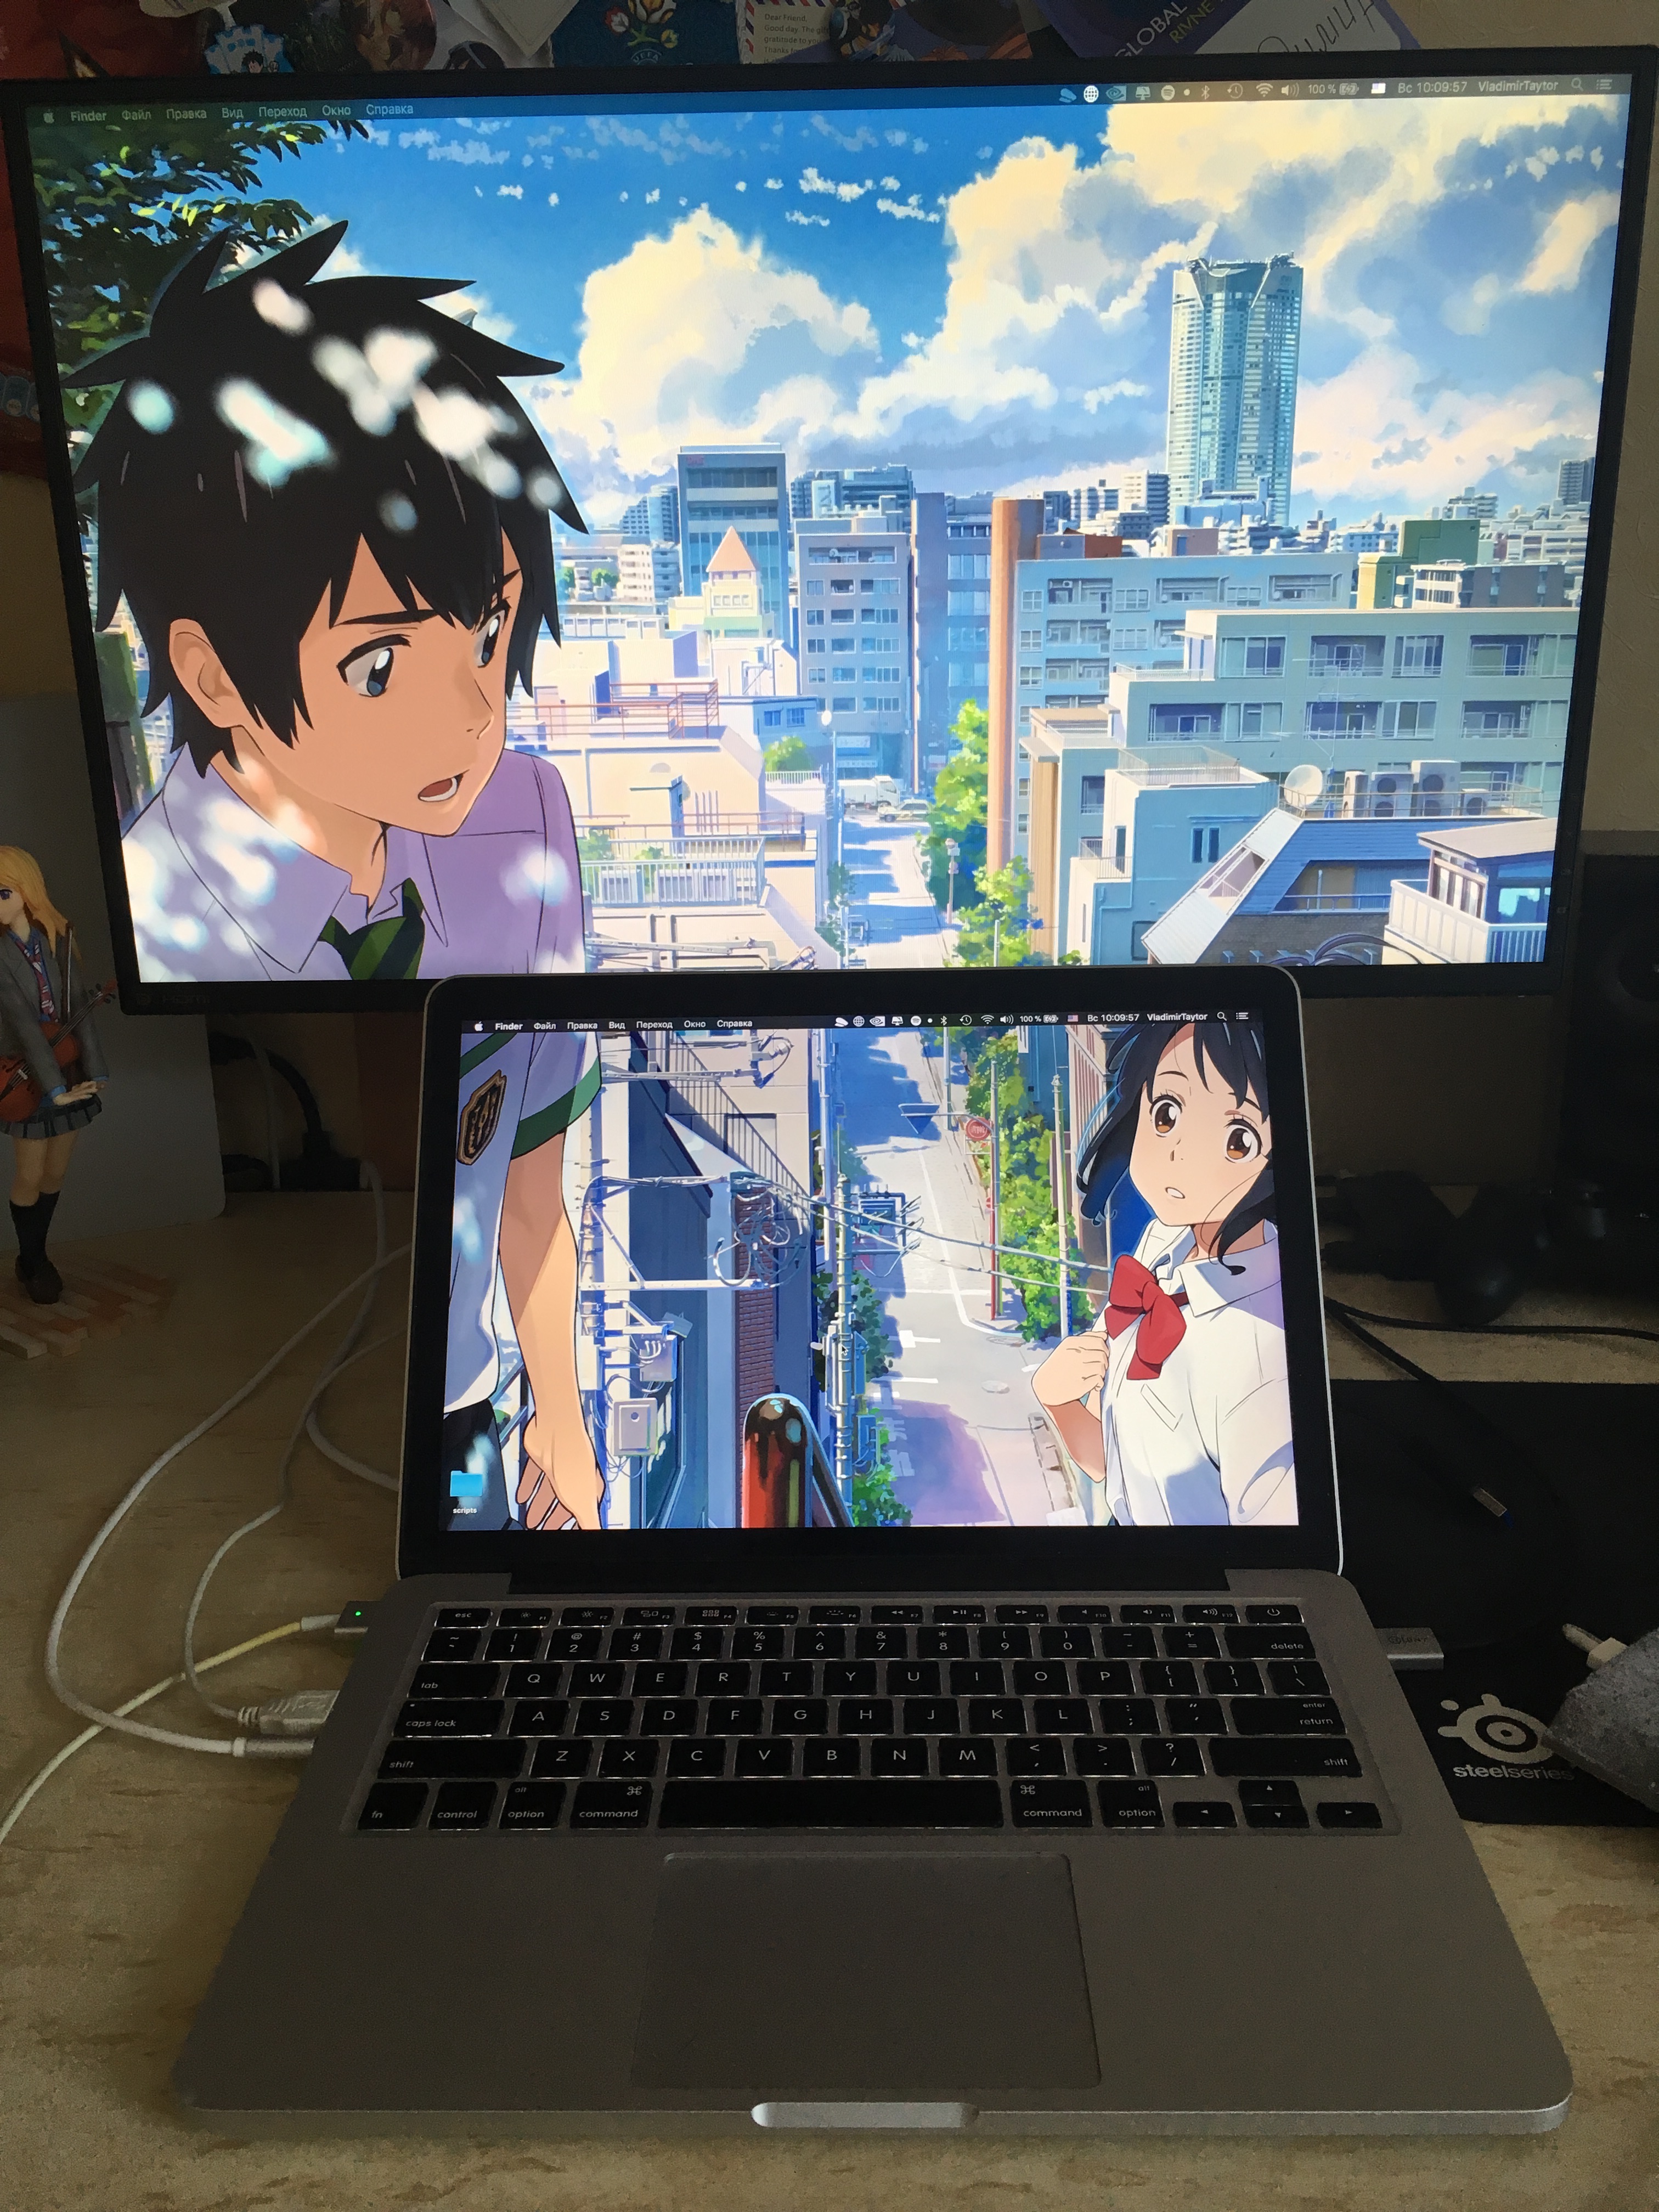 Dear Friend,
Good day. The
gratitude to
Thanks
GLOBAL
RIVNE
Finder Файл Правка Вид Переход Окно Справка
100 % Вс 10:09:57 VladimirTaytor
Finder Файл Правка Вид Переход Окно Справка
100 % Вс 10:09:57 VladimirTaytor
scripts
esc F1 F2 F3 F4 F5 F6 F7 F8 F9 F10 F11 F12
~ ! @ # $ % ^ & * ( ) _ +
` 1 2 3 4 5 6 7 8 9 0 - = delete
tab Q W E R T Y U I O P { [ } ] | \
caps lock A S D F G H J K L : ; " ' enter return
shift Z X C V B N M < , > . ? / shift
fn control alt option ⌘ command ⌘ command alt option
steelseries